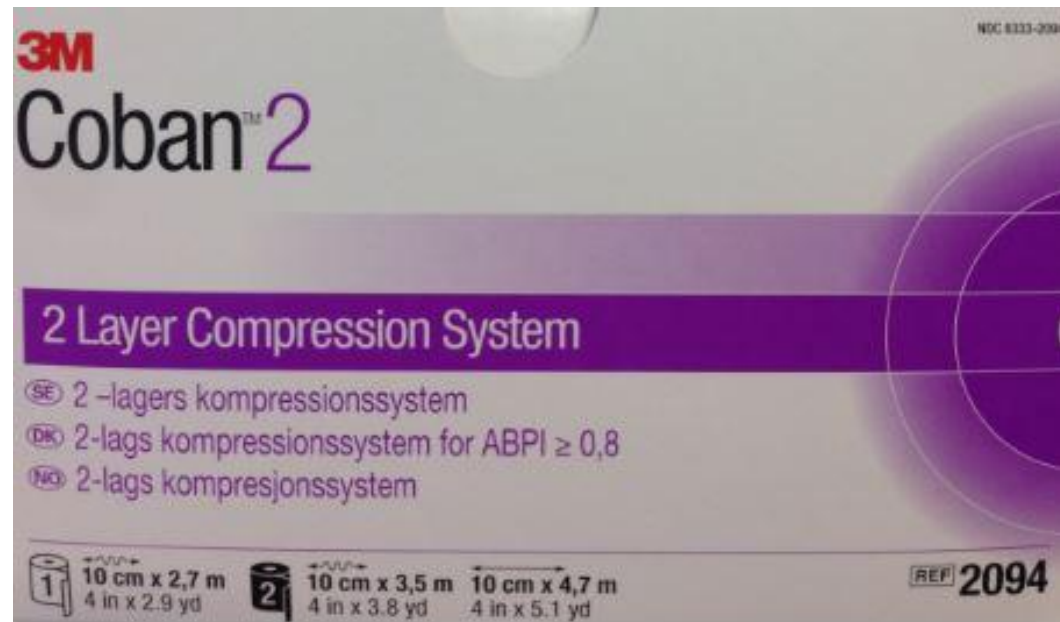 3M
NDC 8333-209
Coban™ 2
2 Layer Compression System
SE 2 –lagers kompressionssystem
DK 2-lags kompressionssystem for ABPI ≥ 0,8
NO 2-lags kompresjonssystem
1 10 cm x 2,7 m 2 10 cm x 3,5 m 10 cm x 4,7 m REF 2094
4 in x 2.9 yd 4 in x 3.8 yd 4 in x 5.1 yd